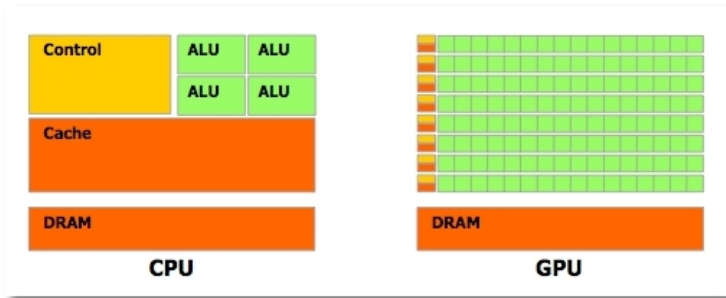 Control
ALU ALU
ALU ALU
Cache
DRAM
CPU
DRAM
GPU